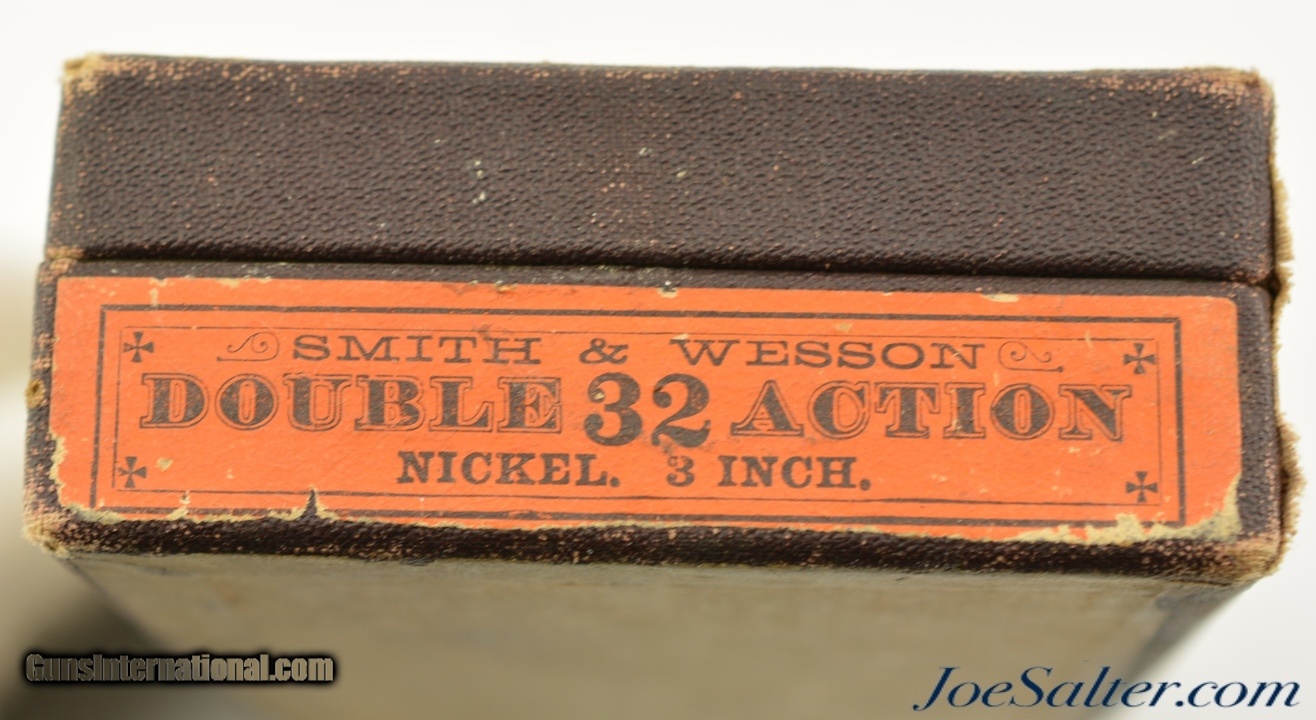 SMITH & WESSON
DOUBLE 32 ACTION
NICKEL. 3 INCH.
GunsInternational.com
JoeSalter.com